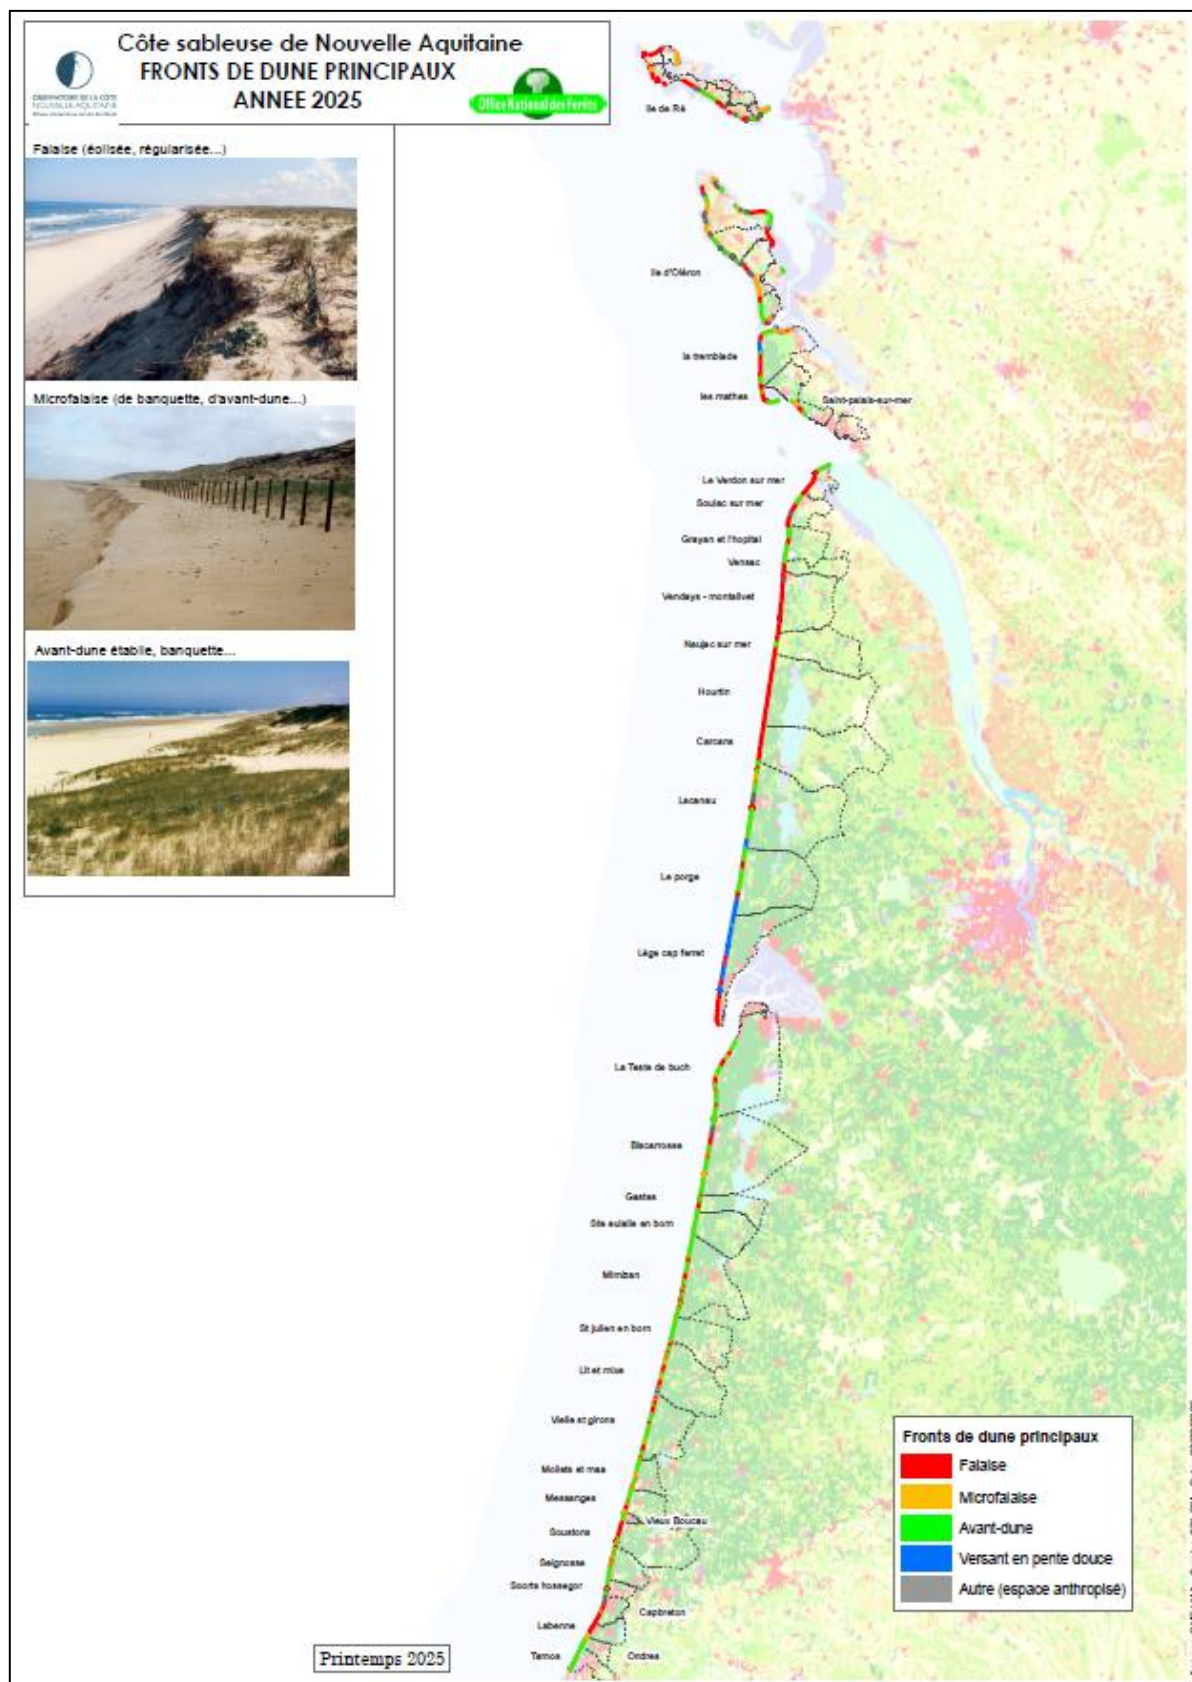 Côte sableuse de Nouvelle Aquitaine
FRONTS DE DUNE PRINCIPAUX
ANNEE 2025
OBSERVATOIRE DE LA CÔTE
NOUVELLE-AQUITAINE
Office National des Forêts
Falaise (éolisée, régularisée...)
Microfalaise (de banquette, d'avant-dune...)
Avant-dune établie, banquette...
Ile de Ré
Ile d'Oléron
la tremblade
les mathes
Saint-palais-sur-mer
Le Verdon sur mer
Soulac sur mer
Grayan et l'hopital
Vensac
Vendays - montalivet
Naujac sur mer
Hourtin
Carcans
Lacanau
Le porge
Lège cap ferret
La Teste de buch
Biscarrosse
Gastes
Ste eulalie en born
Mimizan
St julien en born
Lit et mixe
Vielle st girons
Moliets et maa
Messanges
Vieux Boucau
Soustons
Seignosse
Soorts hossegor
Capbreton
Labenne
Ondres
Tarnos
Fronts de dune principaux
Falaise
Microfalaise
Avant-dune
Versant en pente douce
Autre (espace anthropisé)
Printemps 2025